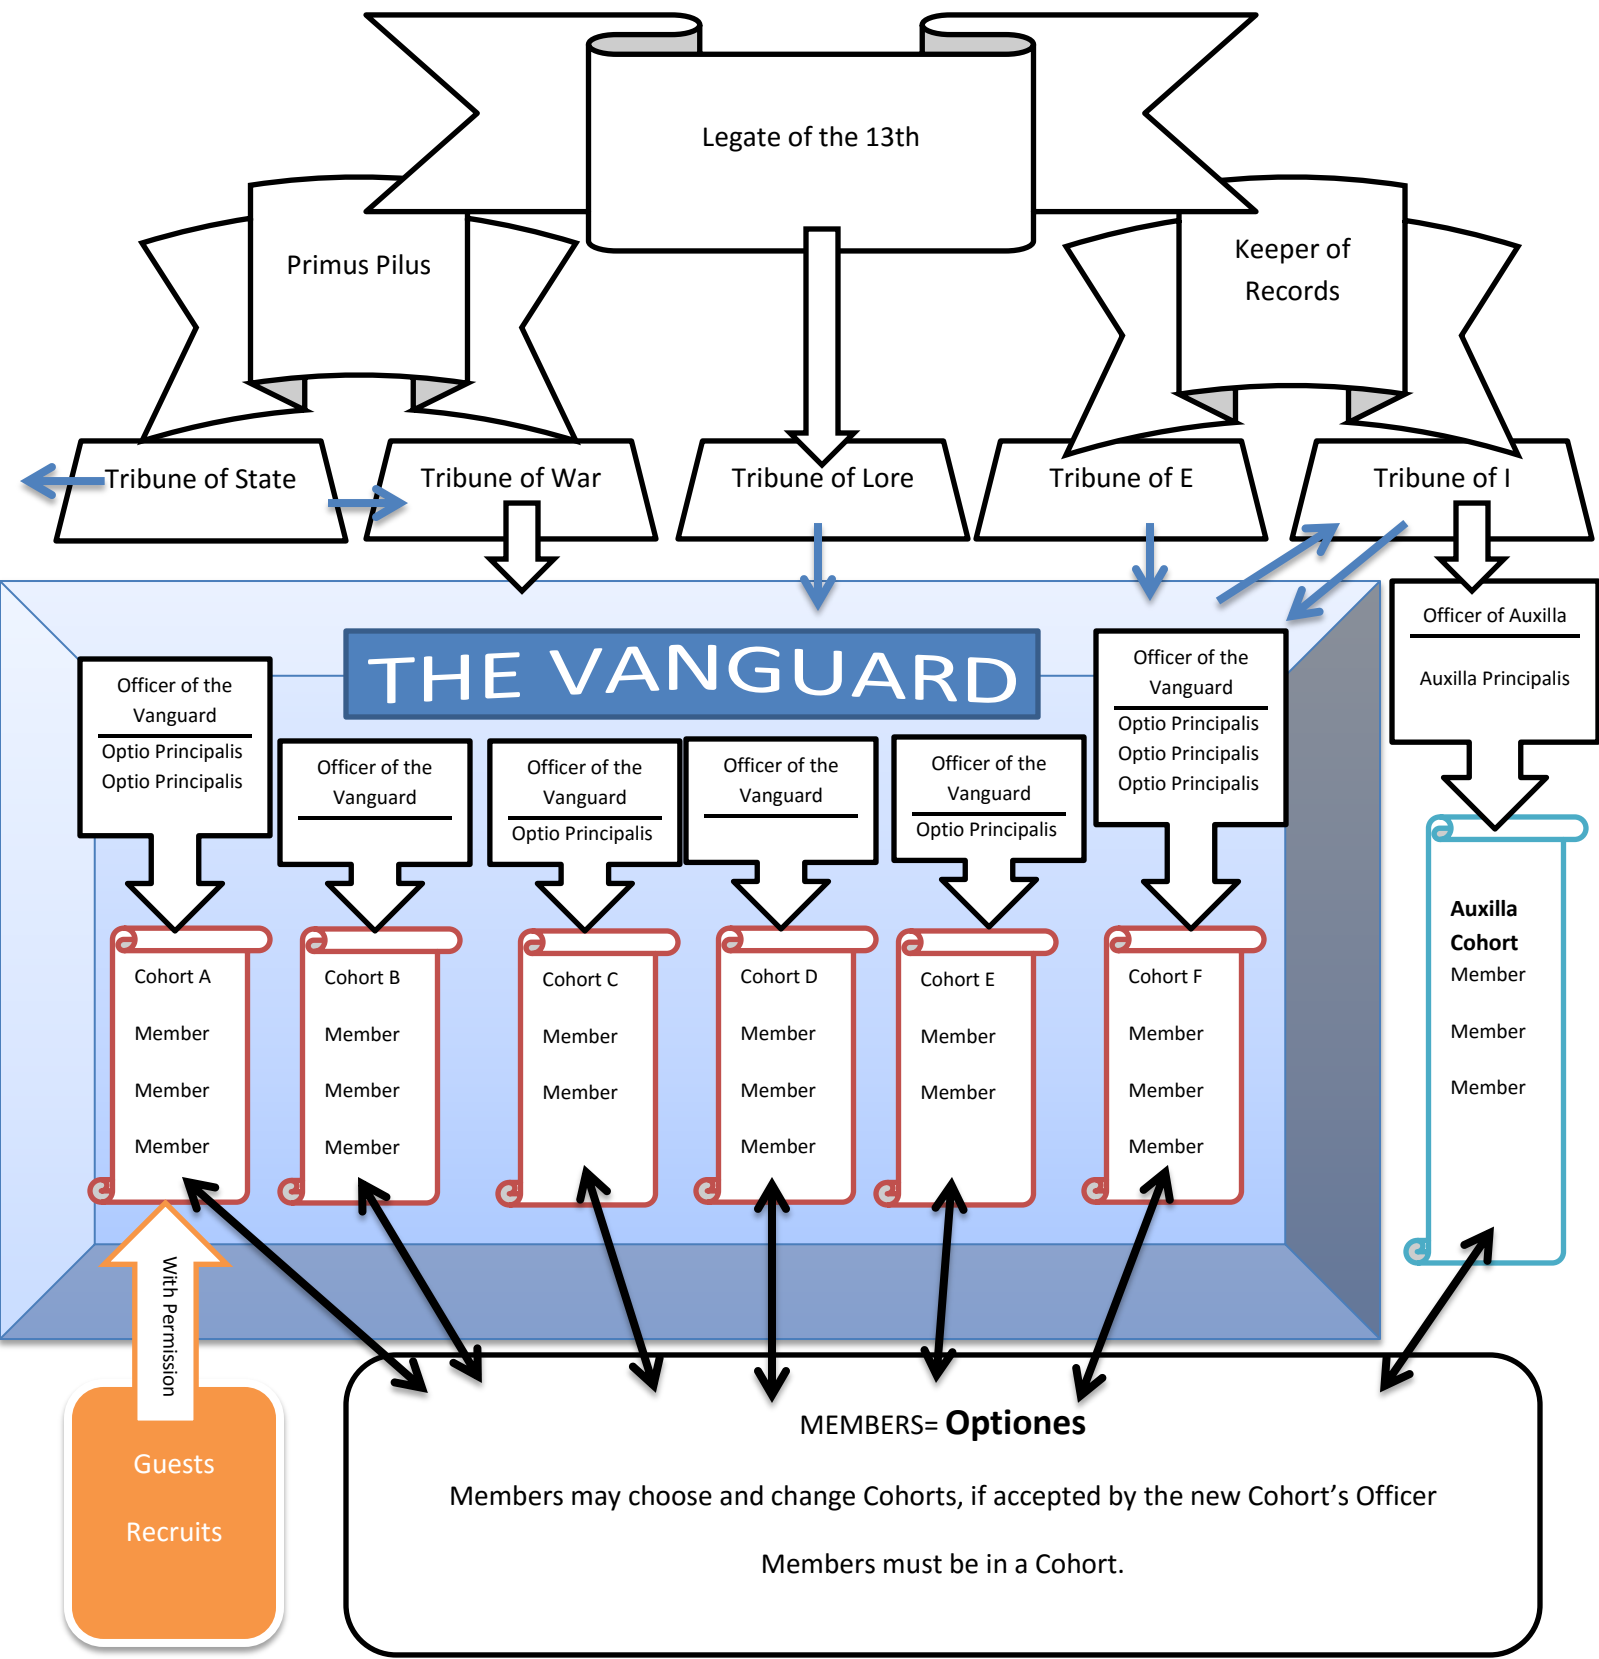 Legate of the 13th
Primus Pilus
Keeper of
Records
Tribune of State
Tribune of War
Tribune of Lore
Tribune of E
Tribune of I
THE VANGUARD
Officer of the
Vanguard
Optio Principalis
Optio Principalis
Officer of the
Vanguard
Officer of the
Vanguard
Optio Principalis
Officer of the
Vanguard
Officer of the
Vanguard
Optio Principalis
Officer of the
Vanguard
Optio Principalis
Optio Principalis
Optio Principalis
Officer of Auxilla
Auxilla Principalis
Cohort A
Member
Member
Member
Cohort B
Member
Member
Member
Cohort C
Member
Member
Cohort D
Member
Member
Member
Cohort E
Member
Member
Cohort F
Member
Member
Member
Auxilla
Cohort
Member
Member
Member
With Permission
Guests
Recruits
MEMBERS= Optiones
Members may choose and change Cohorts, if accepted by the new Cohort’s Officer
Members must be in a Cohort.